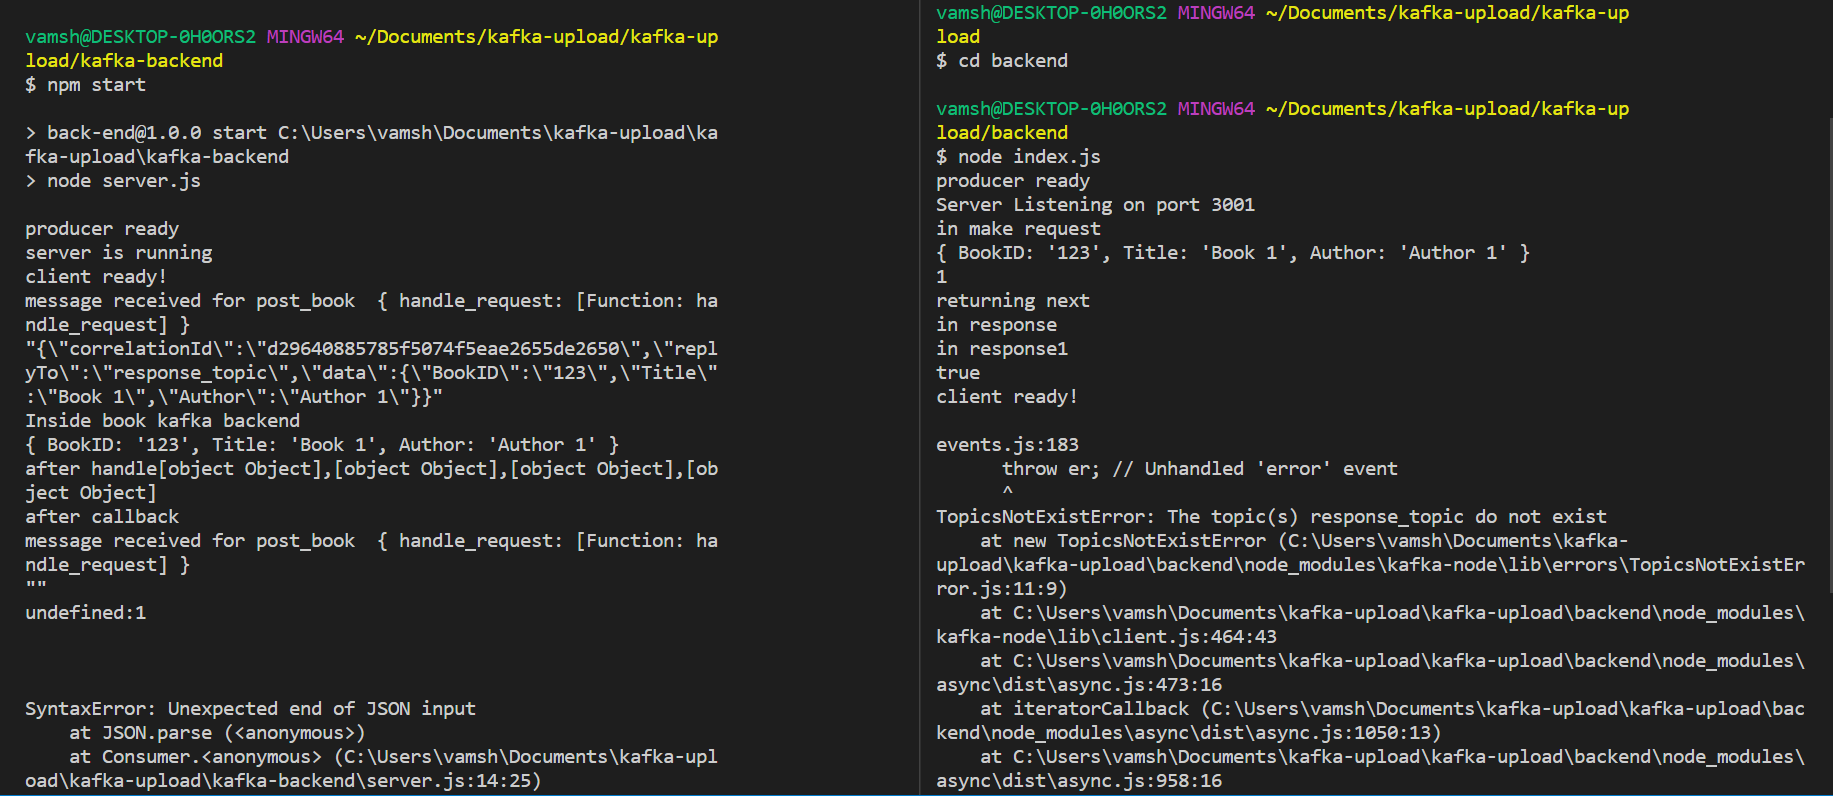 vamsh@DESKTOP-0H0ORS2 MINGW64 ~/Documents/kafka-upload/kafka-up
load/kafka-backend
$ npm start
> back-end@1.0.0 start C:\Users\vamsh\Documents\kafka-upload\ka
fka-upload\kafka-backend
> node server.js
producer ready
server is running
client ready!
message received for post_book  { handle_request: [Function: ha
ndle_request] }
"{\"correlationId\":\"d29640885785f5074f5eae2655de2650\",\"repl
yTo\":\"response_topic\",\"data\":{\"BookID\":\"123\",\"Title\"
:\"Book 1\",\"Author\":\"Author 1\"}}"
Inside book kafka backend
{ BookID: '123', Title: 'Book 1', Author: 'Author 1' }
after handle[object Object],[object Object],[object Object],[ob
ject Object]
after callback
message received for post_book  { handle_request: [Function: ha
ndle_request] }
""
undefined:1
SyntaxError: Unexpected end of JSON input
    at JSON.parse (<anonymous>)
    at Consumer.<anonymous> (C:\Users\vamsh\Documents\kafka-upl
oad\kafka-upload\kafka-backend\server.js:14:25)
vamsh@DESKTOP-0H0ORS2 MINGW64 ~/Documents/kafka-upload/kafka-up
load
$ cd backend
vamsh@DESKTOP-0H0ORS2 MINGW64 ~/Documents/kafka-upload/kafka-up
load/backend
$ node index.js
producer ready
Server Listening on port 3001
in make request
{ BookID: '123', Title: 'Book 1', Author: 'Author 1' }
1
returning next
in response
in response1
true
client ready!
events.js:183
      throw er; // Unhandled 'error' event
      ^
TopicsNotExistError: The topic(s) response_topic do not exist
    at new TopicsNotExistError (C:\Users\vamsh\Documents\kafka-
upload\kafka-upload\backend\node_modules\kafka-node\lib\errors\TopicsNotExistEr
ror.js:11:9)
    at C:\Users\vamsh\Documents\kafka-upload\kafka-upload\backend\node_modules\
kafka-node\lib\client.js:464:43
    at C:\Users\vamsh\Documents\kafka-upload\kafka-upload\backend\node_modules\
async\dist\async.js:473:16
    at iteratorCallback (C:\Users\vamsh\Documents\kafka-upload\kafka-upload\bac
kend\node_modules\async\dist\async.js:1050:13)
    at C:\Users\vamsh\Documents\kafka-upload\kafka-upload\backend\node_modules\
async\dist\async.js:958:16